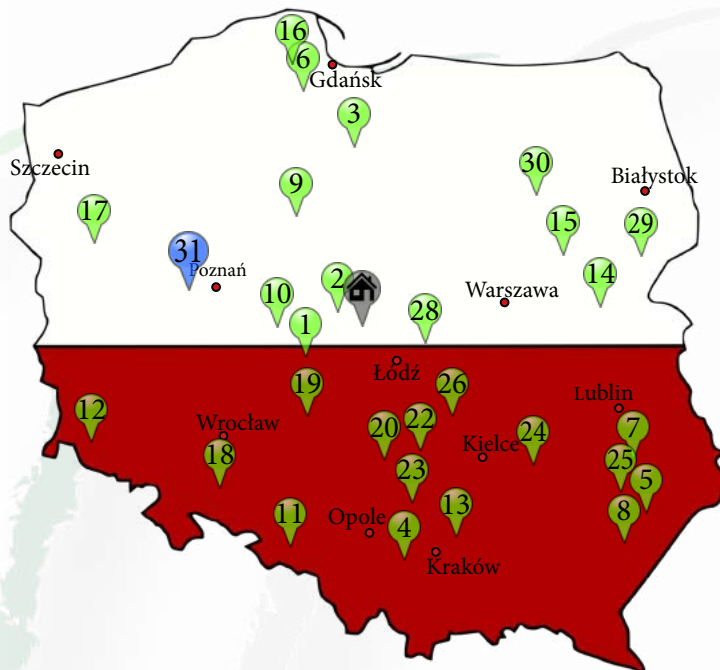 16
6
Gdańsk
3
Szczecin
30
Białystok
9
17
15
29
31
Poznań
14
2
10
Warszawa
28
1
Łódź
19
26
12
Lublin
Wrocław
20
22
24
7
18
Kielce
23
25
5
11
Opole
4
13
8
Kraków